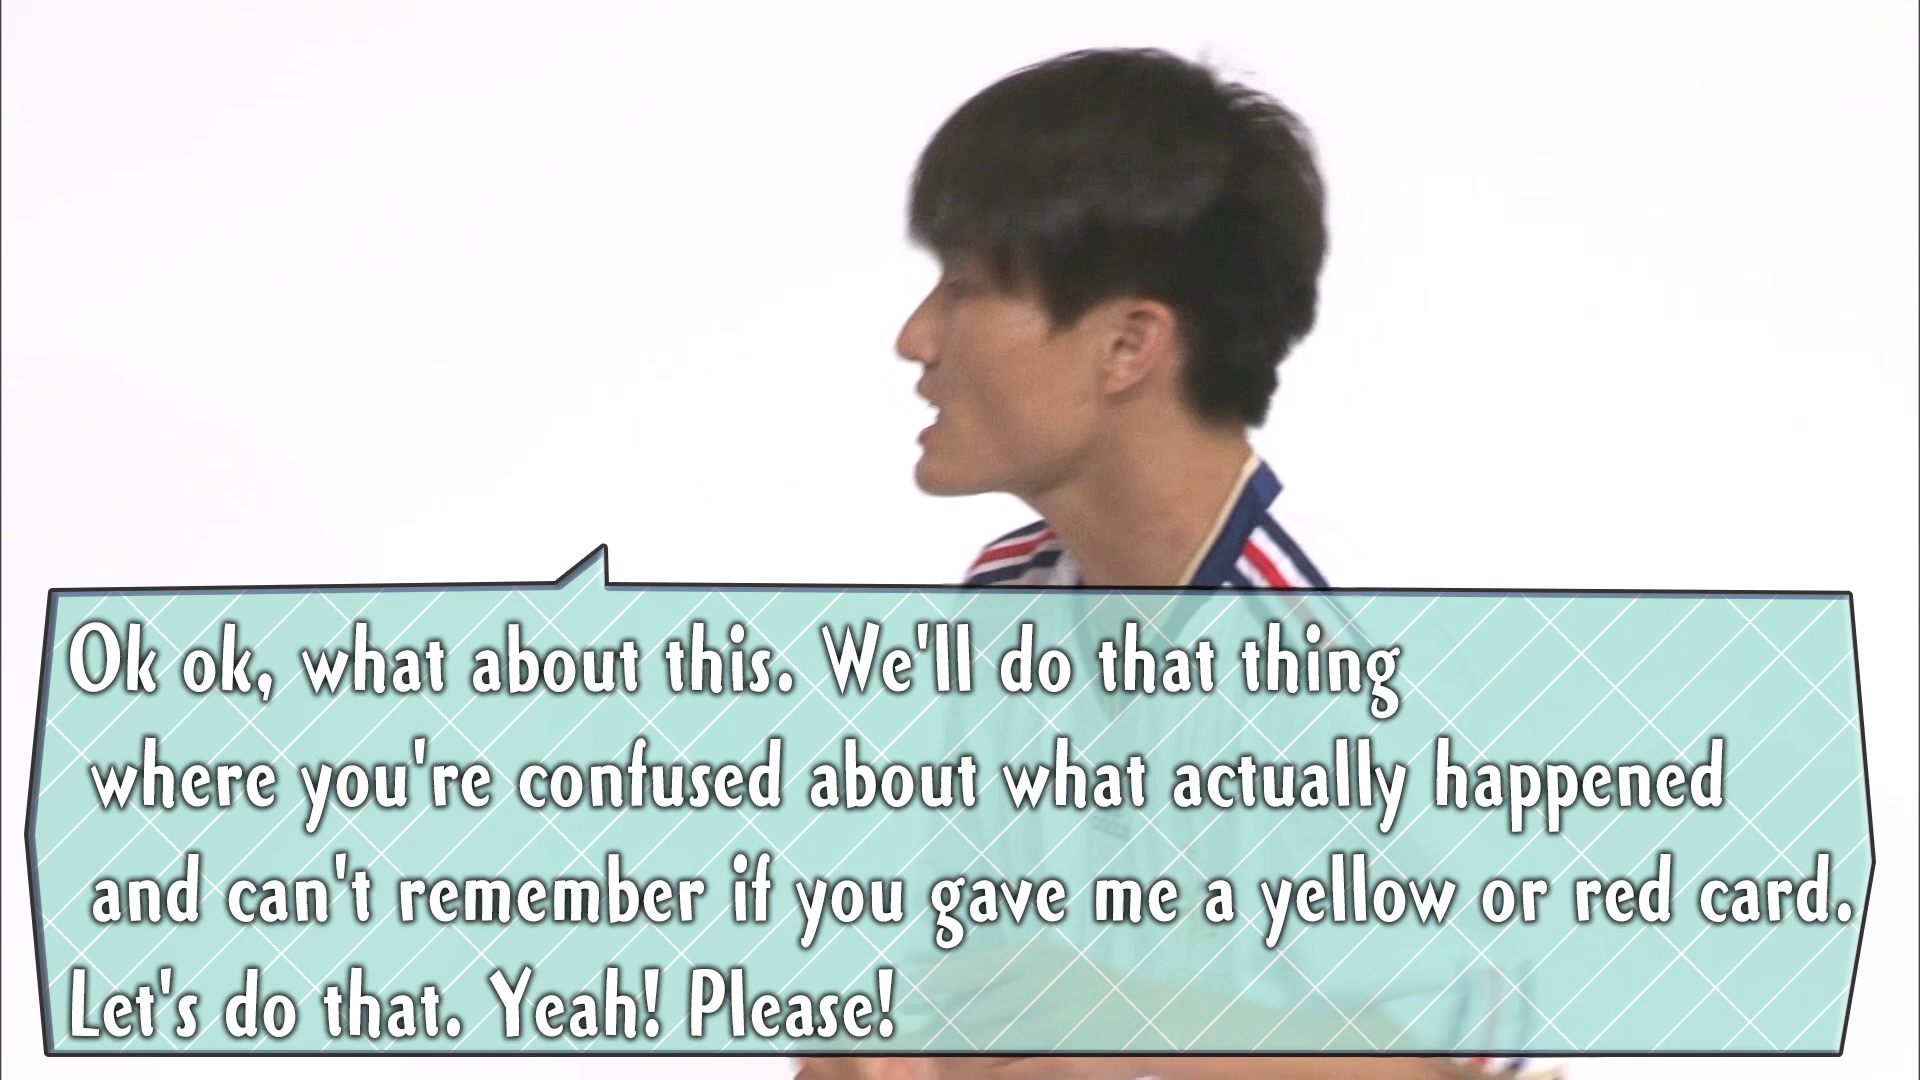 Ok ok, what about this. We'll do that thing
where you're confused about what actually happened
and can't remember if you gave me a yellow or red card.
Let's do that. Yeah! Please!